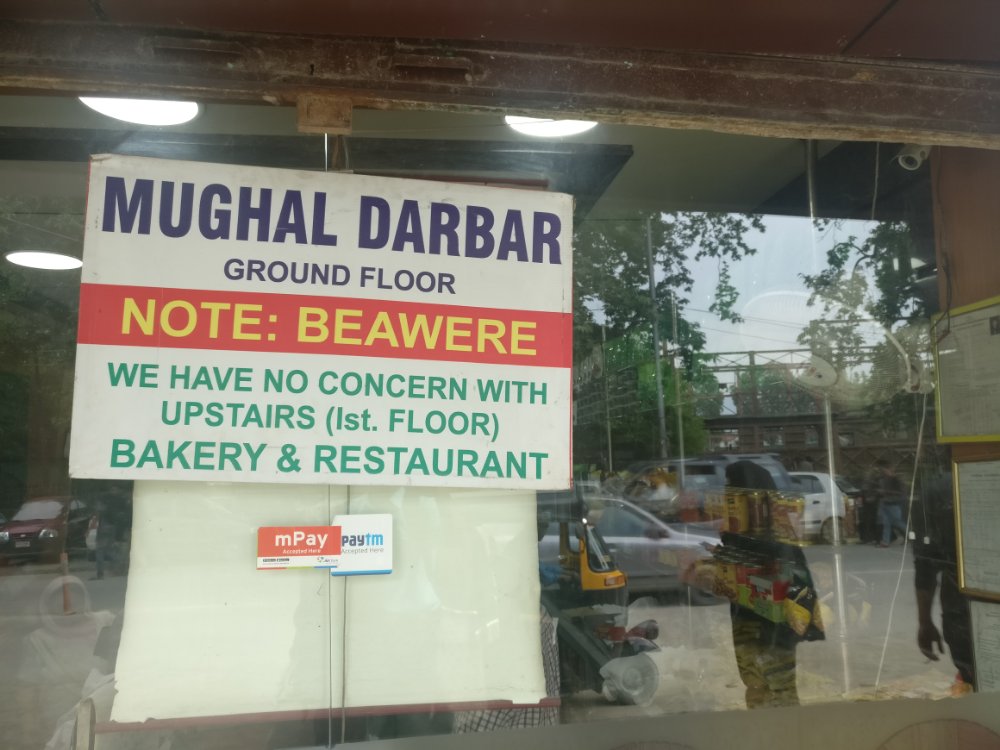 MUGHAL DARBAR
GROUND FLOOR
NOTE: BEAWERE
WE HAVE NO CONCERN WITH
UPSTAIRS (Ist. FLOOR)
BAKERY & RESTAURANT
mPay
Accepted Here
paytm
Accepted Here